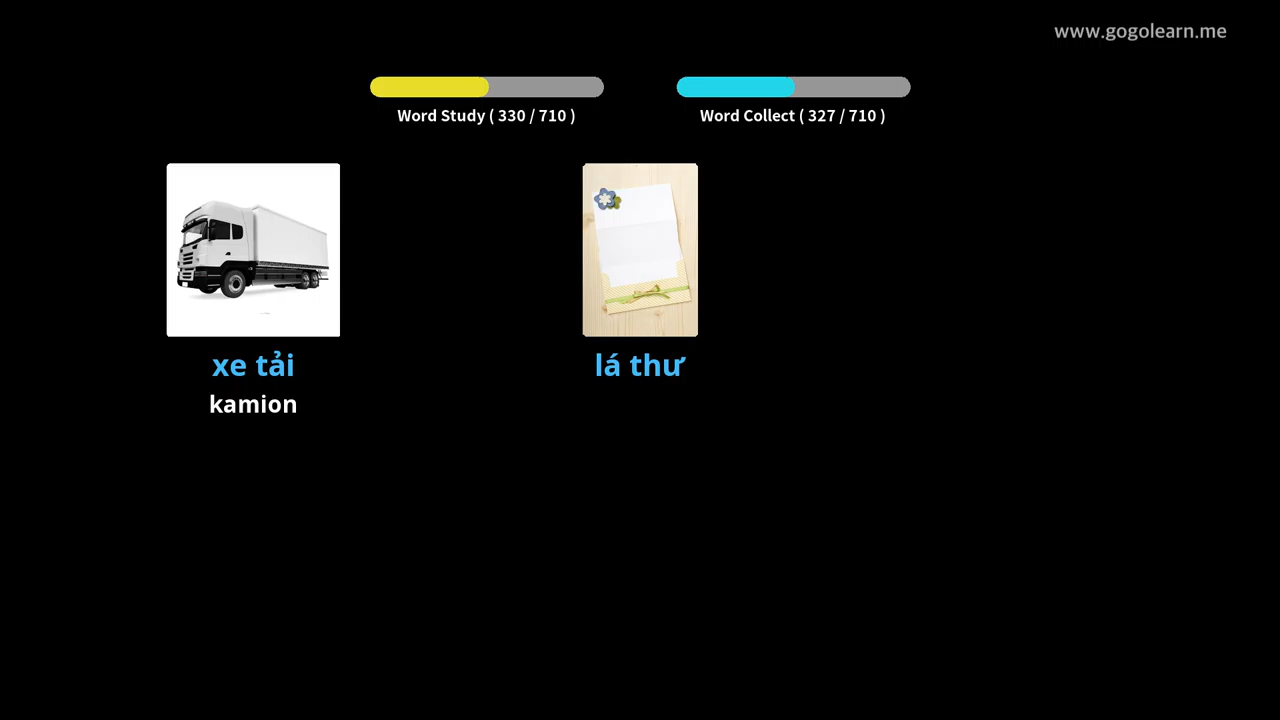 www.gogolearn.me
Word Study ( 330 / 710 )
Word Collect ( 327 / 710 )
xe tải
kamion
lá thư